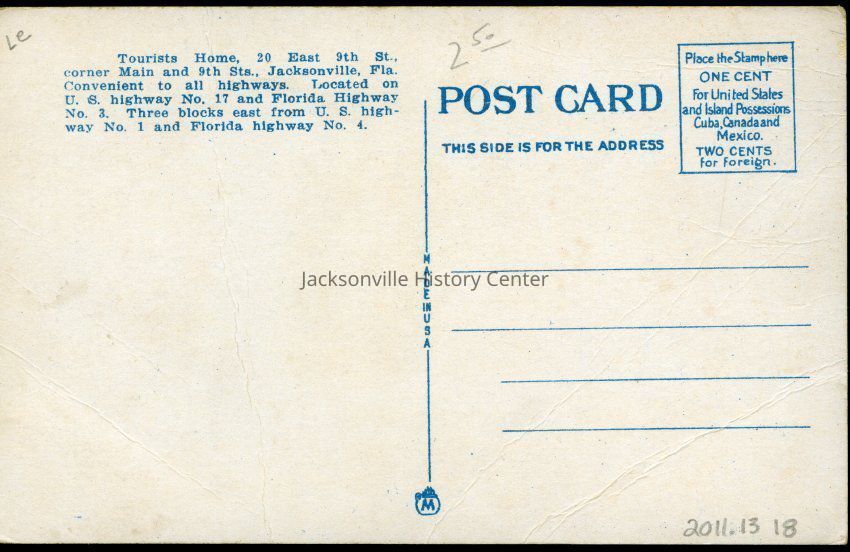 Le
2 50
Tourists Home, 20 East 9th St.,
corner Main and 9th Sts., Jacksonville, Fla.
Convenient to all highways. Located on
U. S. highway No. 17 and Florida Highway
No. 3. Three blocks east from U. S. high-
way No. 1 and Florida highway No. 4.
POST CARD
THIS SIDE IS FOR THE ADDRESS
Place the Stamp here
ONE CENT
For United States
and Island Possessions
Cuba, Canada and
Mexico.
TWO CENTS
for foreign.
MADE IN USA
Jacksonville History Center
M
2011.13 18